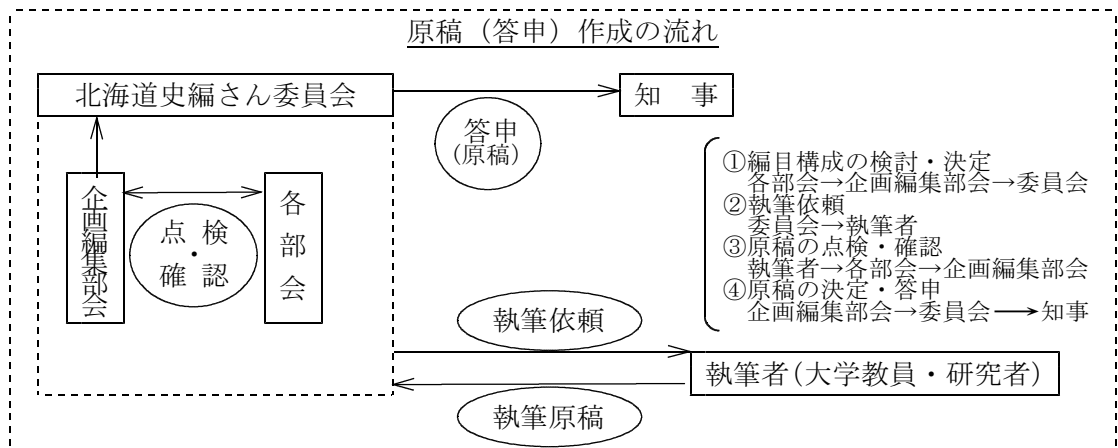 原稿（答申）作成の流れ
北海道史編さん委員会
知　事
答申
(原稿)
企画編集部会
点　検
・
確　認
各部会
①編目構成の検討・決定
各部会→企画編集部会→委員会
②執筆依頼
委員会→執筆者
③原稿の点検・確認
執筆者→各部会→企画編集部会
④原稿の決定・答申
企画編集部会→委員会→知事
執筆依頼
執筆者(大学教員・研究者)
執筆原稿